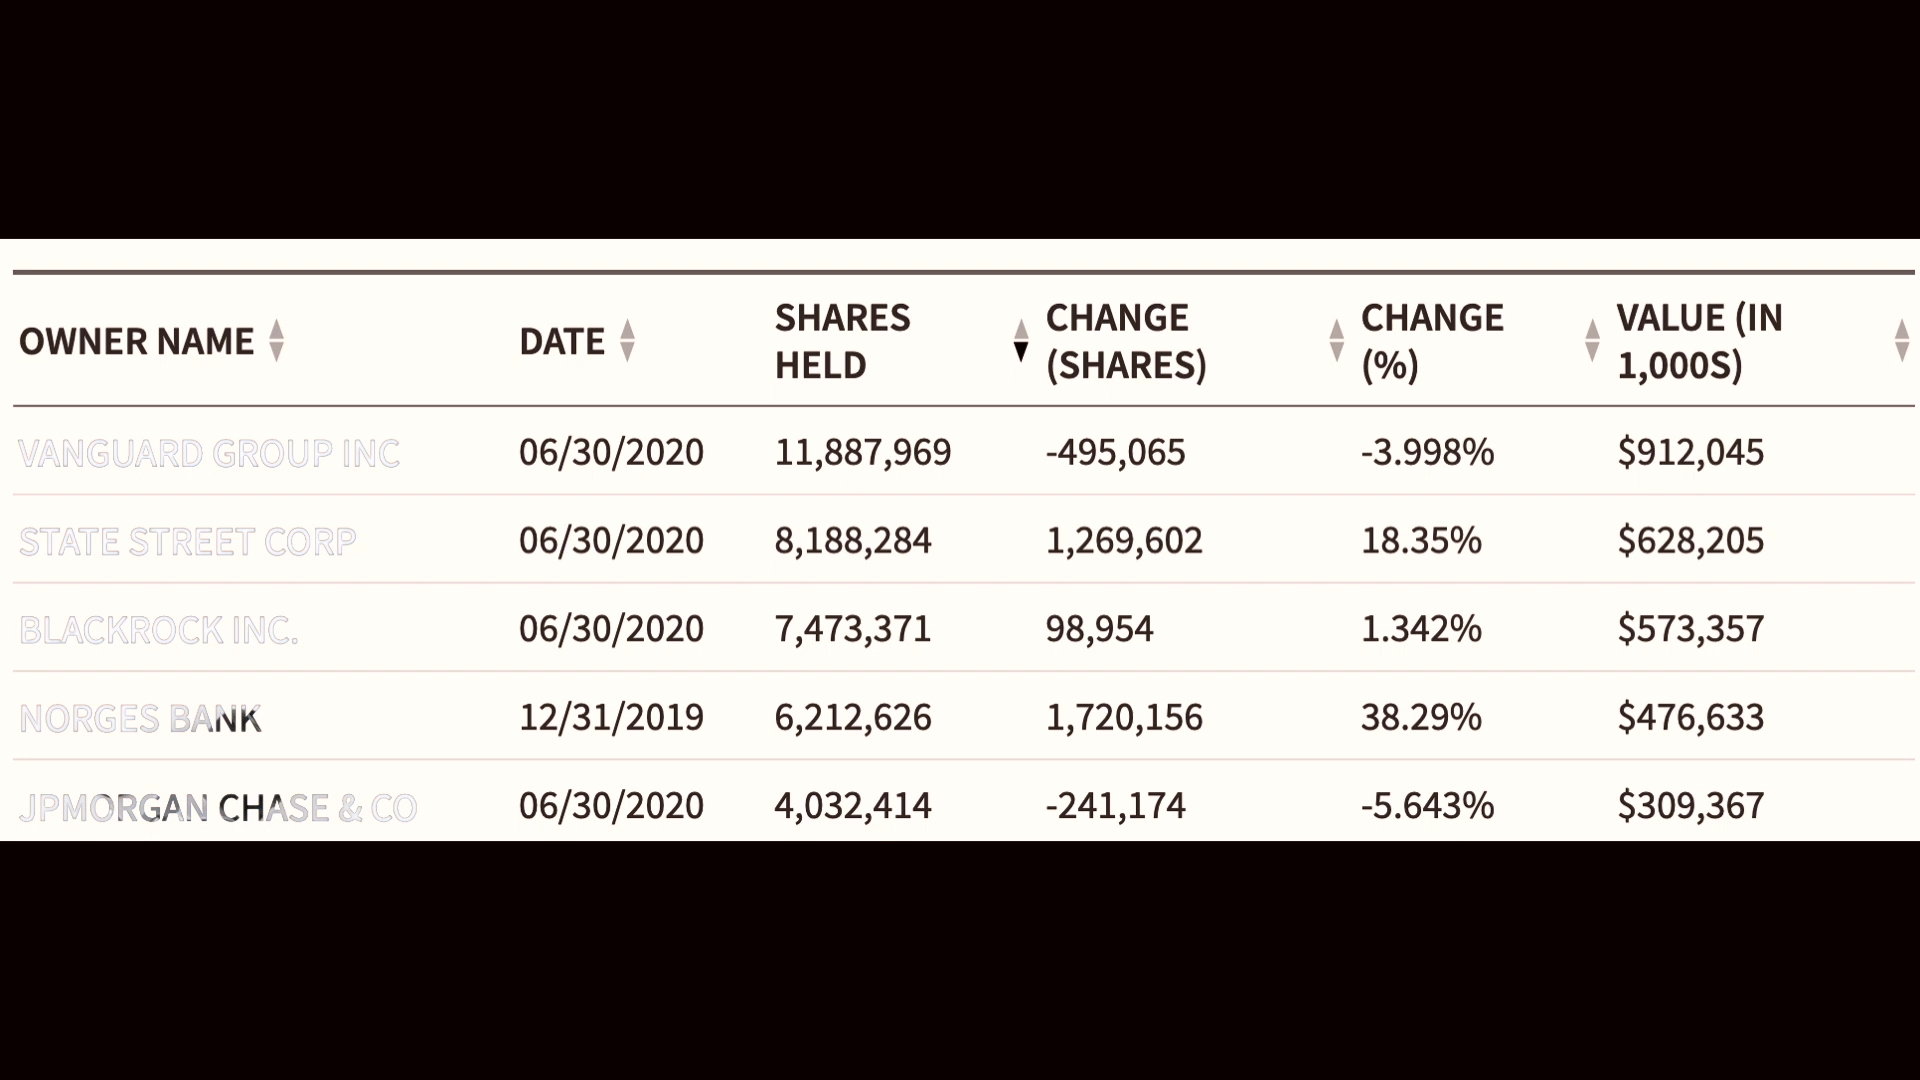 OWNER NAME DATE SHARES HELD CHANGE (SHARES) CHANGE (%) VALUE (IN 1,000S)
VANGUARD GROUP INC 06/30/2020 11,887,969 -495,065 -3.998% $912,045
STATE STREET CORP 06/30/2020 8,188,284 1,269,602 18.35% $628,205
BLACKROCK INC. 06/30/2020 7,473,371 98,954 1.342% $573,357
NORGES BANK 12/31/2019 6,212,626 1,720,156 38.29% $476,633
JPMORGAN CHASE & CO 06/30/2020 4,032,414 -241,174 -5.643% $309,367